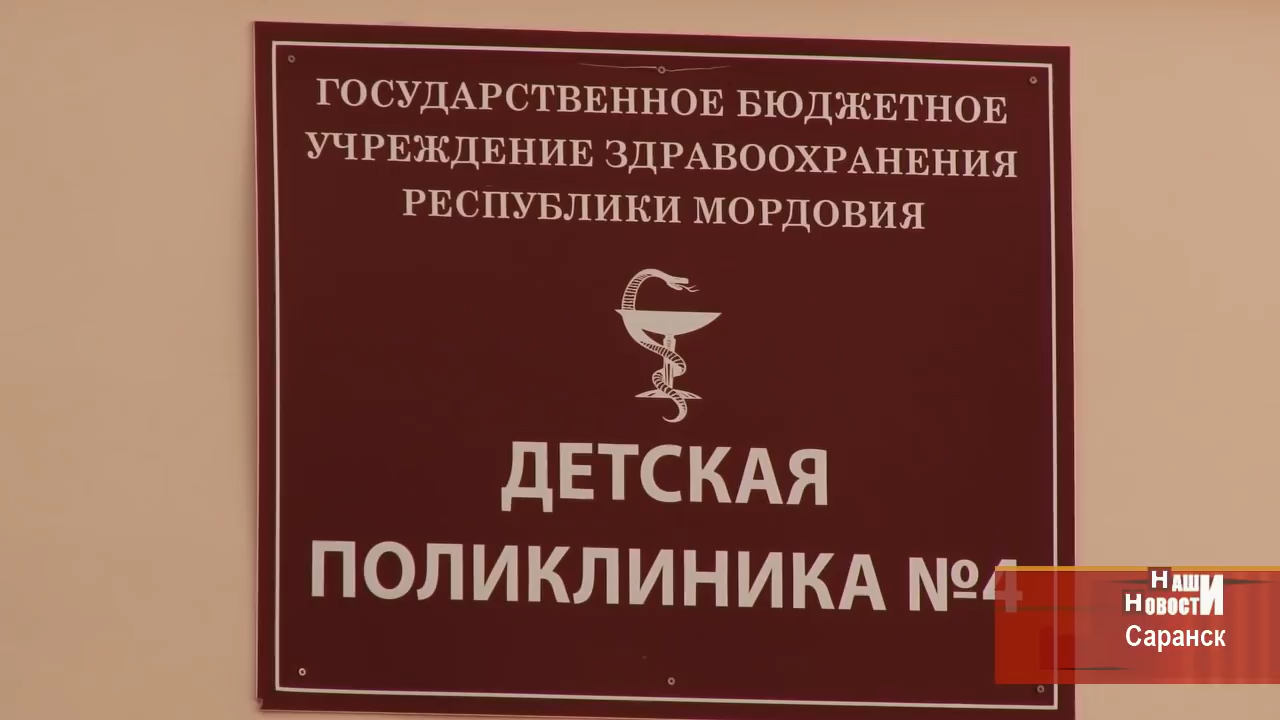 ГОСУДАРСТВЕННОЕ БЮДЖЕТНОЕ
УЧРЕЖДЕНИЕ ЗДРАВООХРАНЕНИЯ
РЕСПУБЛИКИ МОРДОВИЯ
ДЕТСКАЯ
ПОЛИКЛИНИКА №4
НАШИ
НОВОСТИ
Саранск